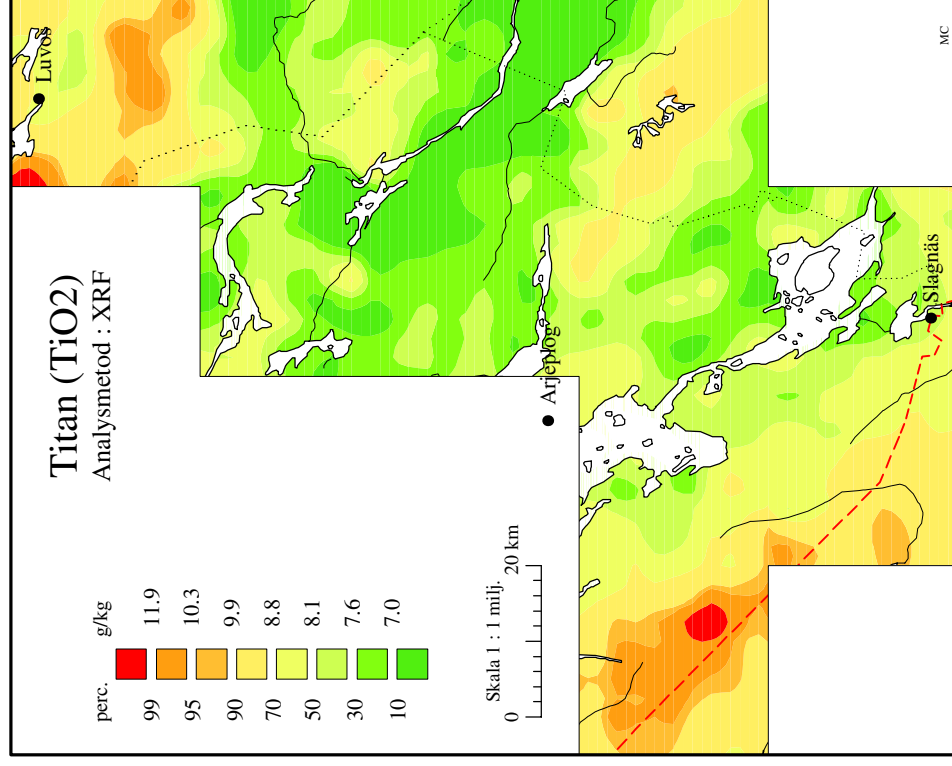 Titan (TiO2)
Analysmetod : XRF
perc. g/kg
99 11.9
95 10.3
90 9.9
70 8.8
50 8.1
30 7.6
10 7.0
Skala 1 : 1 milj.
0 20 km
Luvos
Arjeplog
Slagnäs
MC